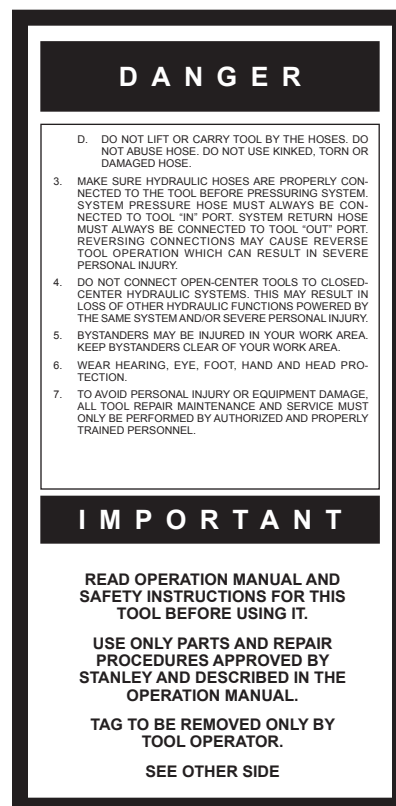 DANGER
D. DO NOT LIFT OR CARRY TOOL BY THE HOSES. DO
NOT ABUSE HOSE. DO NOT USE KINKED, TORN OR
DAMAGED HOSE.
3. MAKE SURE HYDRAULIC HOSES ARE PROPERLY CON-
NECTED TO THE TOOL BEFORE PRESSURING SYSTEM.
SYSTEM PRESSURE HOSE MUST ALWAYS BE CON-
NECTED TO TOOL “IN” PORT. SYSTEM RETURN HOSE
MUST ALWAYS BE CONNECTED TO TOOL “OUT” PORT.
REVERSING CONNECTIONS MAY CAUSE REVERSE
TOOL OPERATION WHICH CAN RESULT IN SEVERE
PERSONAL INJURY.
4. DO NOT CONNECT OPEN-CENTER TOOLS TO CLOSED-
CENTER HYDRAULIC SYSTEMS. THIS MAY RESULT IN
LOSS OF OTHER HYDRAULIC FUNCTIONS POWERED BY
THE SAME SYSTEM AND/OR SEVERE PERSONAL INJURY.
5. BYSTANDERS MAY BE INJURED IN YOUR WORK AREA.
KEEP BYSTANDERS CLEAR OF YOUR WORK AREA.
6. WEAR HEARING, EYE, FOOT, HAND AND HEAD PRO-
TECTION.
7. TO AVOID PERSONAL INJURY OR EQUIPMENT DAMAGE,
ALL TOOL REPAIR MAINTENANCE AND SERVICE MUST
ONLY BE PERFORMED BY AUTHORIZED AND PROPERLY
TRAINED PERSONNEL.
IMPORTANT
READ OPERATION MANUAL AND
SAFETY INSTRUCTIONS FOR THIS
TOOL BEFORE USING IT.
USE ONLY PARTS AND REPAIR
PROCEDURES APPROVED BY
STANLEY AND DESCRIBED IN THE
OPERATION MANUAL.
TAG TO BE REMOVED ONLY BY
TOOL OPERATOR.
SEE OTHER SIDE